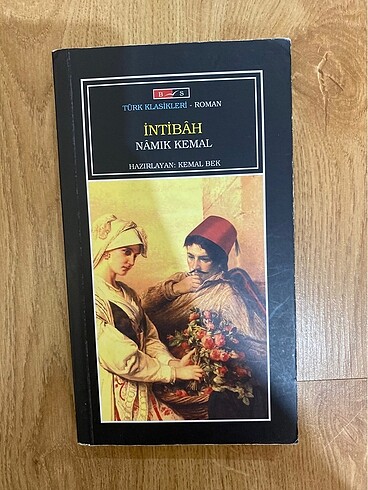 B S
TÜRK KLASİKLERİ - ROMAN
İNTİBÂH
NÂMIK KEMAL
HAZIRLAYAN: KEMAL BEK